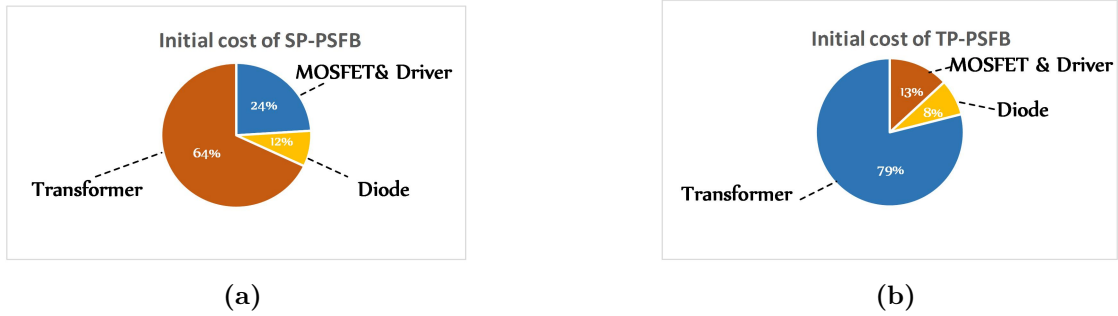 Initial cost of SP-PSFB
MOSFET& Driver
24%
12%
64%
Transformer
Diode
(a)
Initial cost of TP-PSFB
MOSFET & Driver
13%
Diode
8%
79%
Transformer
(b)